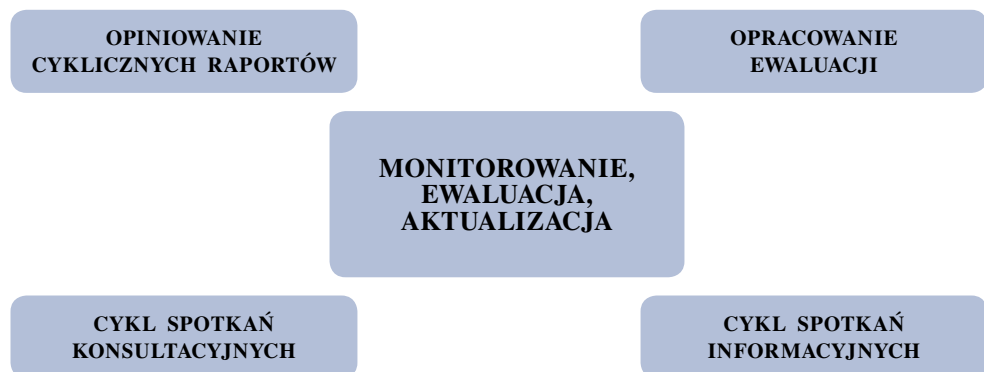 OPINIOWANIE
CYKLICZNYCH RAPORTÓW
OPRACOWANIE
EWALUACJI
MONITOROWANIE,
EWALUACJA,
AKTUALIZACJA
CYKL SPOTKAŃ
KONSULTACYJNYCH
CYKL SPOTKAŃ
INFORMACYJNYCH